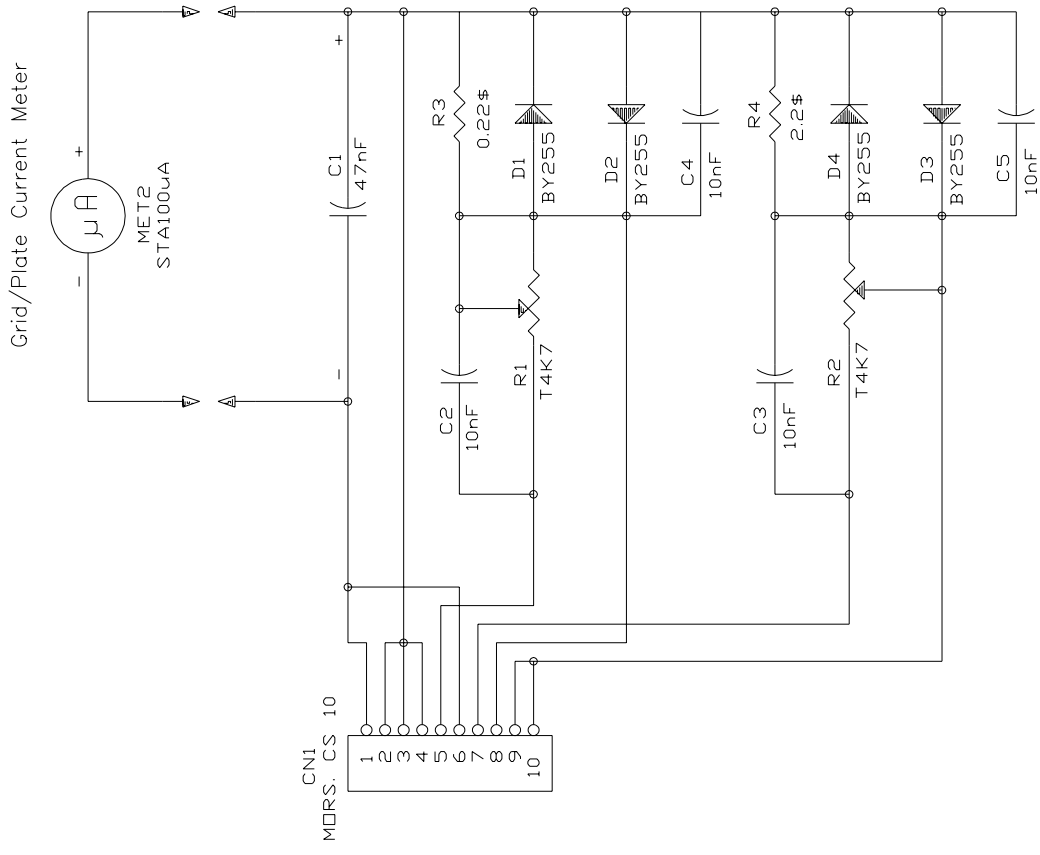 Grid/Plate Current Meter
+
µA
-
MET2
STA100uA
+
C1
47nF
-
R3
0.22$
D1
BY255
D2
BY255
C4
10nF
R4
2.2$
D4
BY255
D3
BY255
C5
10nF
C2
10nF
R1
T4K7
C3
10nF
R2
T4K7
CN1
MORS. CS 10
1
2
3
4
5
6
7
8
9
10